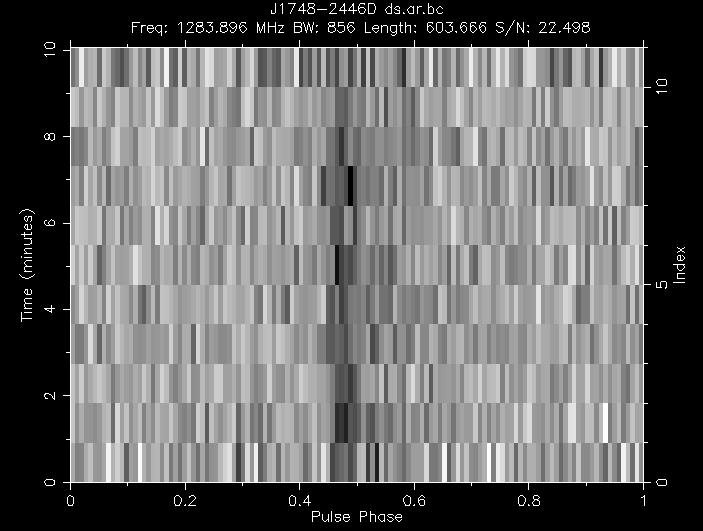 J1748-2446D ds.ar.bc
Freq: 1283.896 MHz BW: 856 Length: 603.666 S/N: 22.498
10
8
6
4
2
0
Time (minutes)
10
5
0
Index
0 0.2 0.4 0.6 0.8 1
Pulse Phase